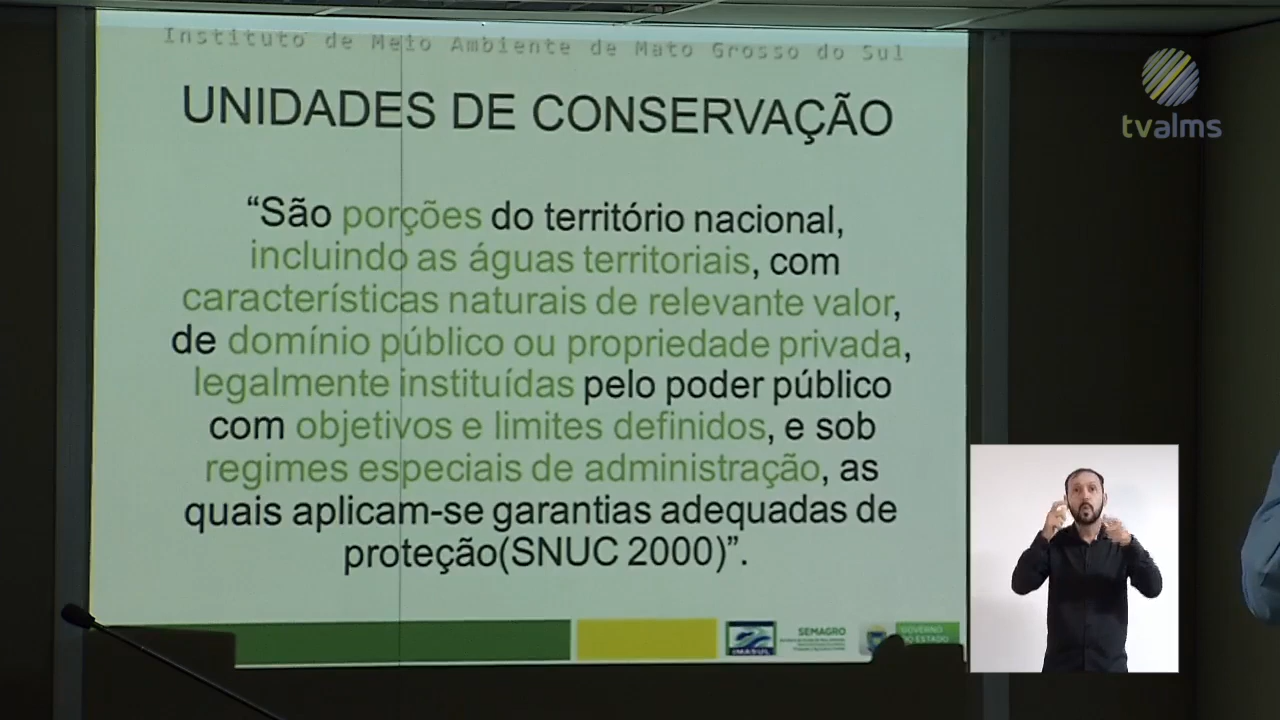 Instituto de Meio Ambiente de Mato Grosso do Sul
tvalms
UNIDADES DE CONSERVAÇÃO
“São porções do território nacional,
incluindo as águas territoriais, com
características naturais de relevante valor,
de domínio público ou propriedade privada,
legalmente instituídas pelo poder público
com objetivos e limites definidos, e sob
regimes especiais de administração, as
quais aplicam-se garantias adequadas de
proteção(SNUC 2000)”.
IMASUL
SEMAGRO
GOVERNO
DO ESTADO